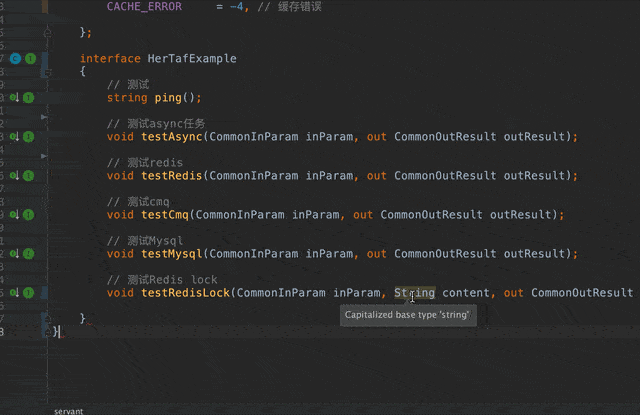 CACHE_ERROR     = -4, // 缓存错误
};
interface HerTafExample
{
// 测试
string ping();
// 测试async任务
void testAsync(CommonInParam inParam, out CommonOutResult outResult);
// 测试redis
void testRedis(CommonInParam inParam, out CommonOutResult outResult);
// 测试cmq
void testCmq(CommonInParam inParam, out CommonOutResult outResult);
// 测试Mysql
void testMysql(CommonInParam inParam, out CommonOutResult outResult);
// 测试Redis lock
void testRedisLock(CommonInParam inParam, String content, out CommonOutResult
Capitalized base type 'string'
}
}
servant